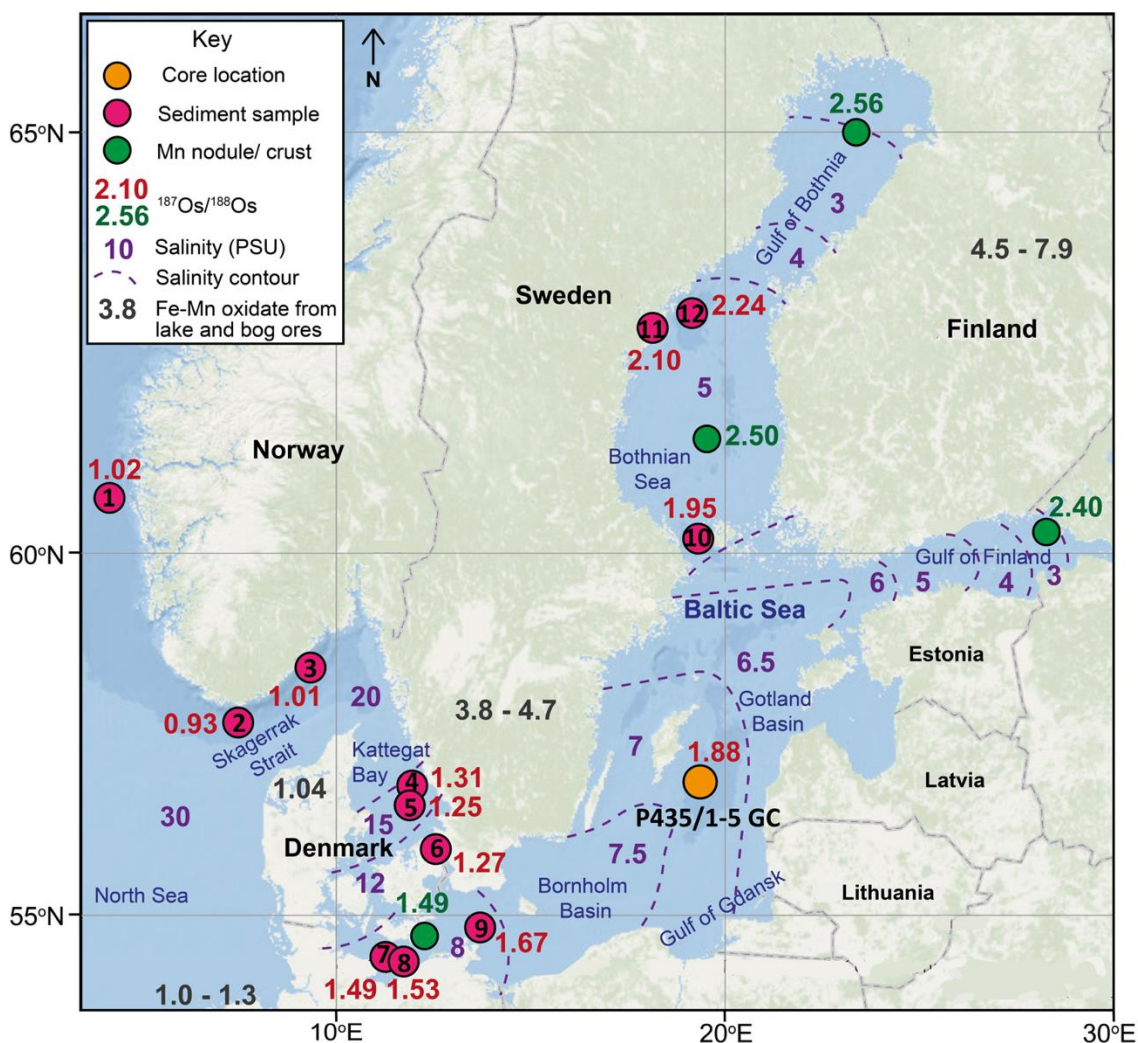 Key
Core location
Sediment sample
Mn nodule/ crust
2.10
2.56
187Os/188Os
10
Salinity (PSU)
Salinity contour
3.8
Fe-Mn oxidate from
lake and bog ores
N
65°N
60°N
55°N
10°E
20°E
30°E
2.56
Gulf of Bothnia
3
4
4.5 - 7.9
Sweden
12
2.24
11
2.10
Finland
5
Norway
2.50
Bothnian
Sea
1.02
1
1.95
10
2.40
Gulf of Finland
6
5
4
3
Baltic Sea
Estonia
3
1.01
20
6.5
0.93
2
Skagerrak
Strait
3.8 - 4.7
Gotland
Basin
7
1.88
Kattegat
Bay
1.04
4
1.31
5
1.25
Latvia
P435/1-5 GC
30
15
Denmark
6
1.27
7.5
12
North Sea
1.49
Bornholm
Basin
Gulf of Gdansk
Lithuania
9
1.67
8
7
8
1.49
1.53
1.0 - 1.3